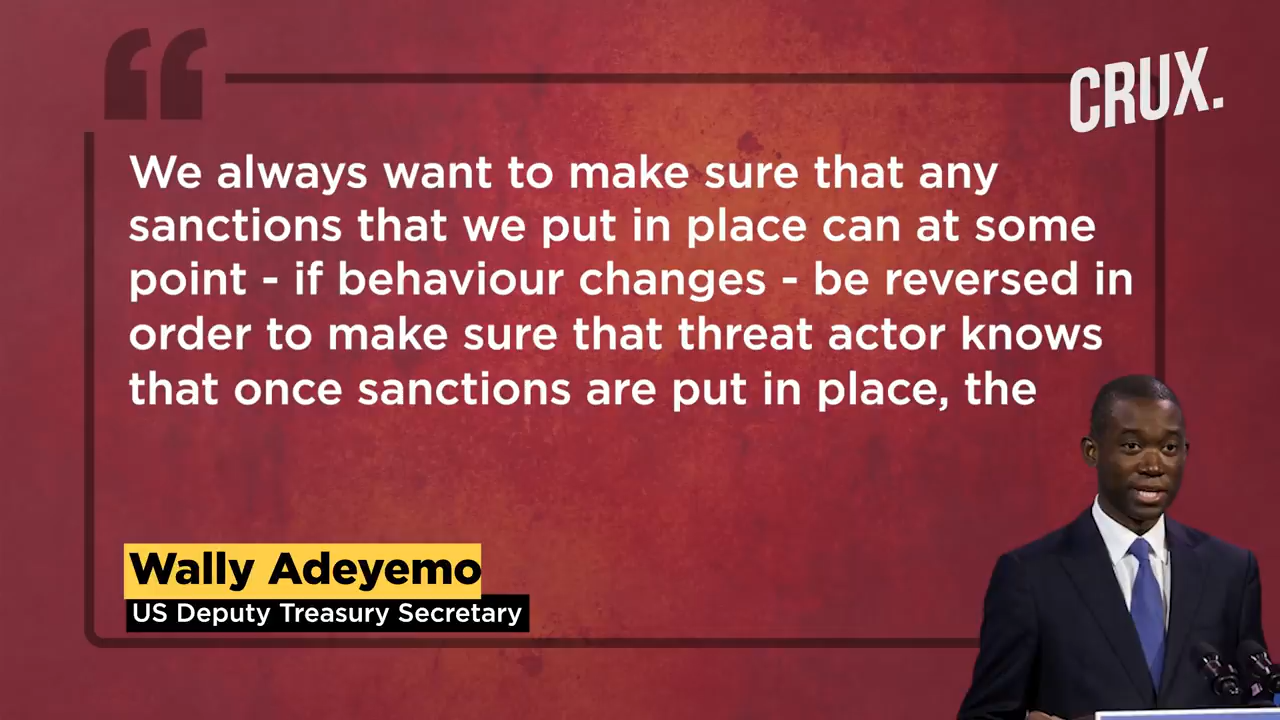 CRUX.
We always want to make sure that any
sanctions that we put in place can at some
point - if behaviour changes - be reversed in
order to make sure that threat actor knows
that once sanctions are put in place, the
Wally Adeyemo
US Deputy Treasury Secretary